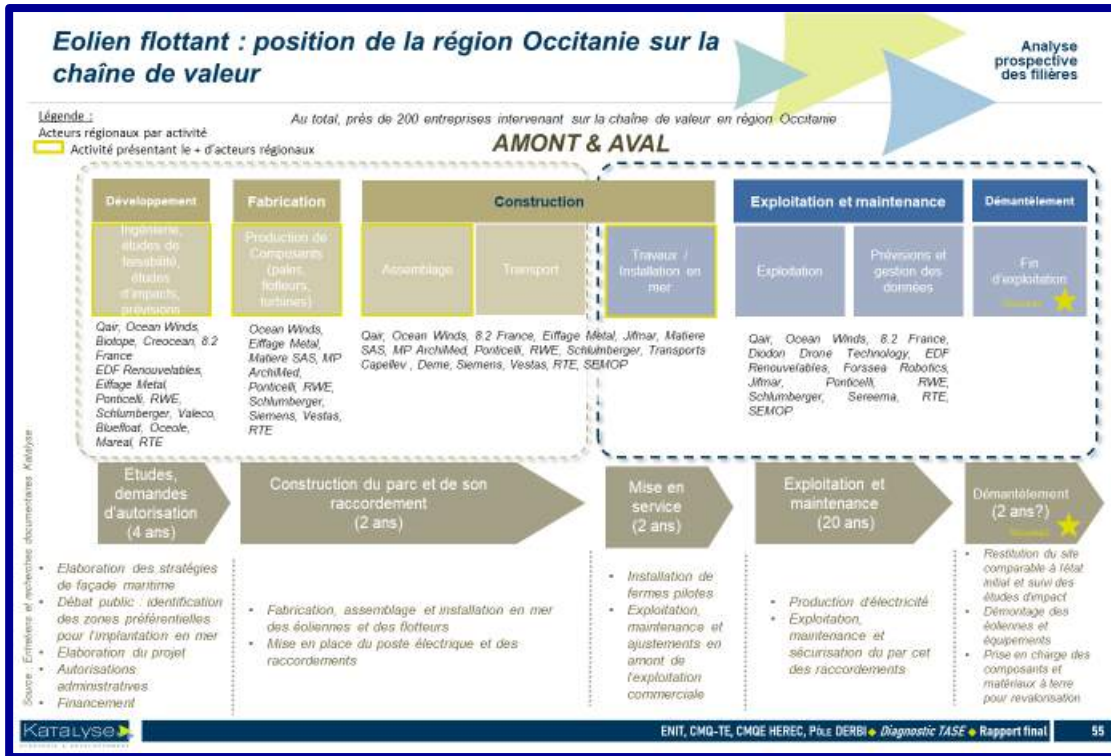 Eolien flottant : position de la région Occitanie sur la
chaîne de valeur
Analyse
prospective
des filières
Légende :
Acteurs régionaux par activité
Activité présentant le + d'acteurs régionaux
Au total, près de 200 entreprises intervenant sur la chaîne de valeur en région Occitanie
AMONT & AVAL
Développement
Fabrication
Construction
Exploitation et maintenance
Démantèlement
Ingénierie,
études de
faisabilité,
études
d'impacts,
prévisions
Production de
Composants
(pales,
flotteurs,
turbines)
Assemblage
Transport
Travaux /
Installation en
mer
Exploitation
Prévisions et
gestion des
données
Fin
d'exploitation
Qair, Ocean Winds,
Biotope, Creocean, 8.2
France
EDF Renouvelables,
Eiffage Metal,
Ponticelli, RWE,
Schlumberger, Valeco,
Bluefloat, Oceole,
Mareal, RTE
Ocean Winds,
Eiffage Metal,
Matiere SAS, MP
ArchiMed,
Ponticelli, RWE,
Schlumberger,
Siemens, Vestas,
RTE
Qair, Ocean Winds, 8.2 France, Eiffage Metal, Jifmar, Matiere
SAS, MP ArchiMed, Ponticelli, RWE, Schlumberger, Transports
Capellev , Deme, Siemens, Vestas, RTE, SEMOP
Qair, Ocean Winds, 8.2 France,
Diodon Drone Technology, EDF
Renouvelables, Forssea Robotics,
Jifmar, Ponticelli, RWE,
Schlumberger, Sereema, RTE,
SEMOP
Etudes,
demandes
d'autorisation
(4 ans)
Construction du parc et de son
raccordement
(2 ans)
Mise en
service
(2 ans)
Exploitation et
maintenance
(20 ans)
Démantèlement
(2 ans?)
• Elaboration des stratégies
de façade maritime
• Débat public : identification
des zones préférentielles
pour l'implantation en mer
• Elaboration du projet
• Autorisations
administratives
• Financement
• Fabrication, assemblage et installation en mer
des éoliennes et des flotteurs
• Mise en place du poste électrique et des
raccordements
• Installation de
fermes pilotes
• Exploitation,
maintenance et
ajustements en
amont de
l'exploitation
commerciale
• Production d'électricité
• Exploitation,
maintenance et
sécurisation du par cet
des raccordements
• Restitution du site
comparable à l'état
initial et suivi des
études d'impact
• Démontage des
éoliennes et
équipements
• Prise en charge des
composants et
matériaux à terre
pour revalorisation
Source : Entretiens et recherches documentaires Katalyse
KATALYSE
ENIT, CMQ-TE, CMQE HEREC, PÔLE DERBI ◆ Diagnostic TASE ◆ Rapport final 55